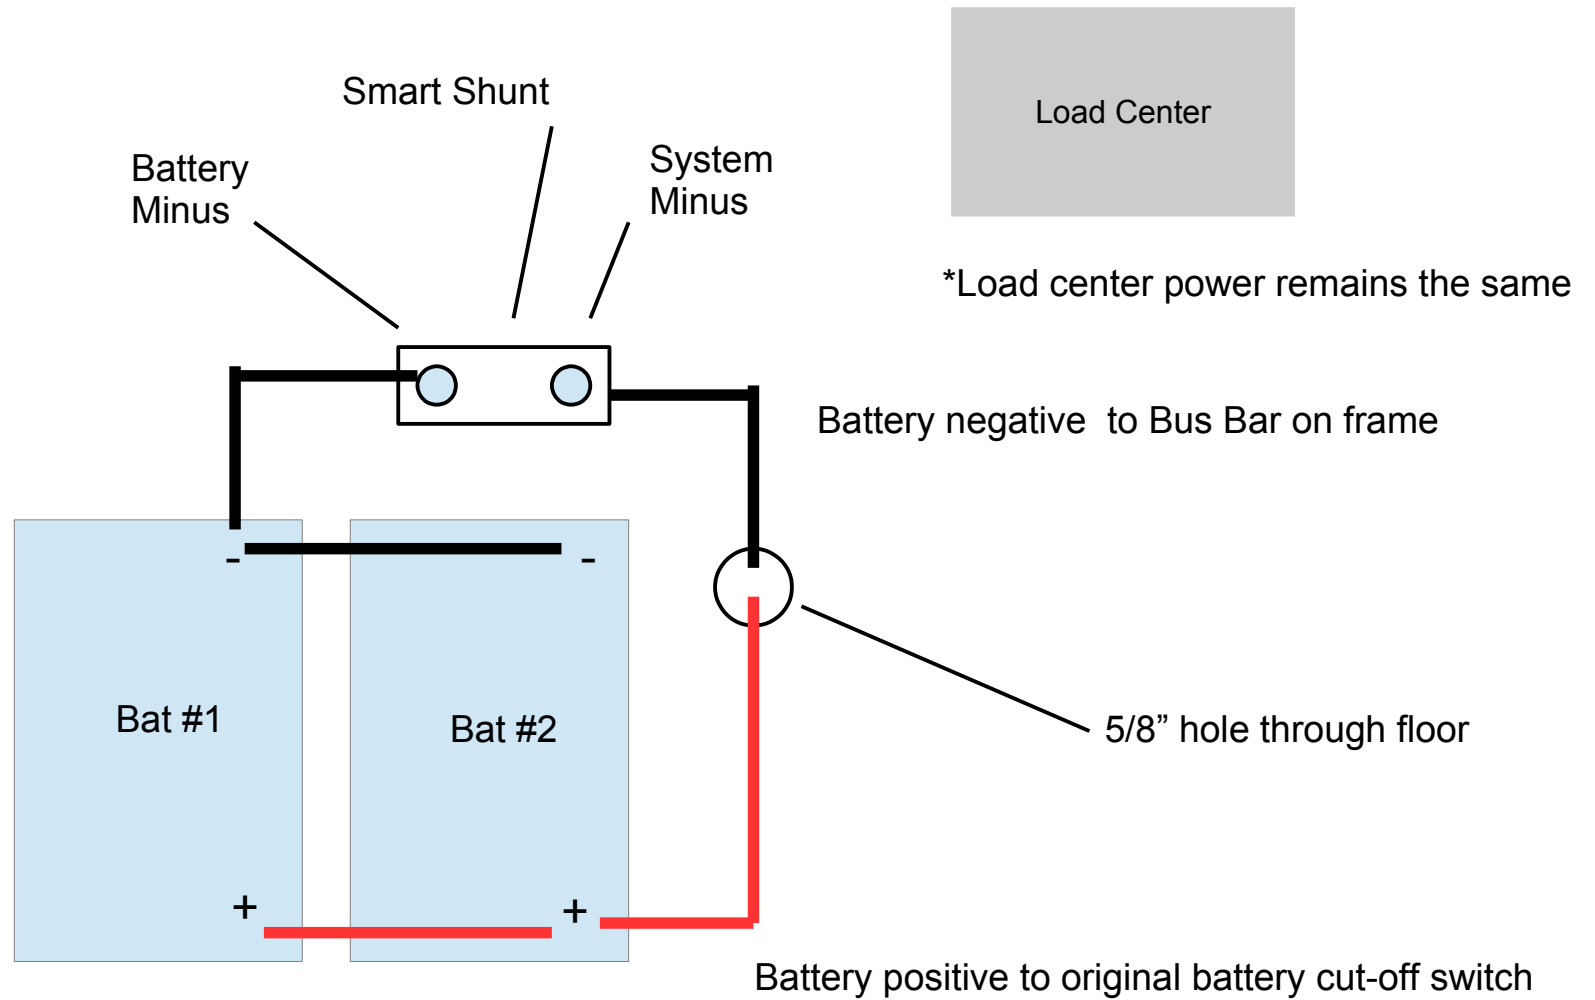 Load Center
Smart Shunt
Battery
Minus
System
Minus
*Load center power remains the same
Battery negative  to Bus Bar on frame
-
-
Bat #1
Bat #2
5/8” hole through floor
+
+
Battery positive to original battery cut-off switch